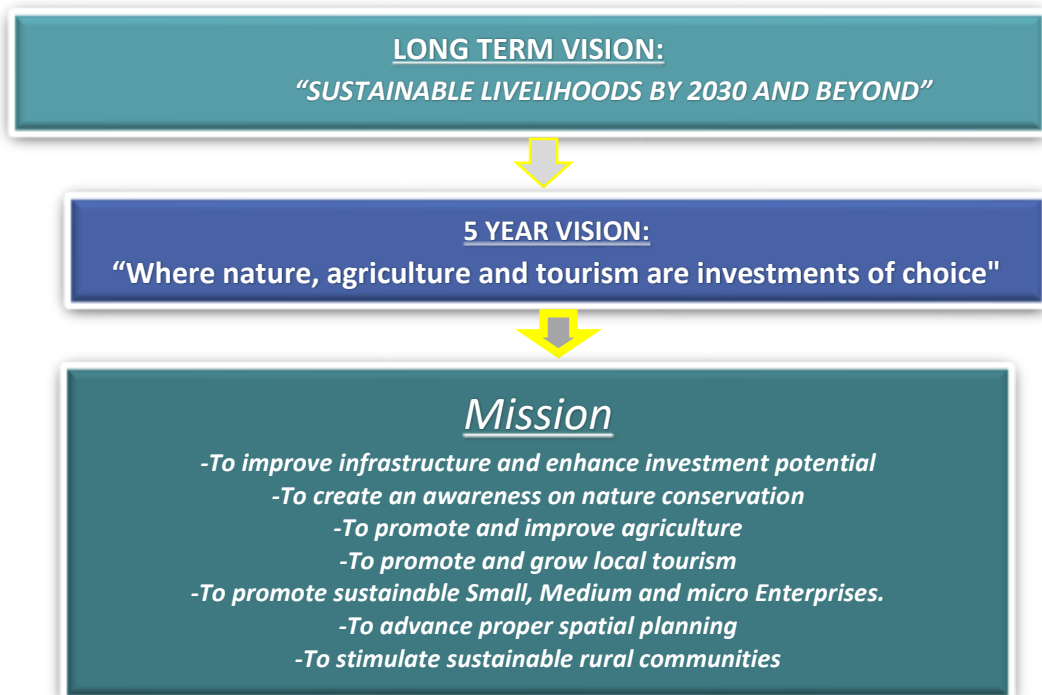 LONG TERM VISION:
“SUSTAINABLE LIVELIHOODS BY 2030 AND BEYOND”
5 YEAR VISION:
“Where nature, agriculture and tourism are investments of choice"
Mission
-To improve infrastructure and enhance investment potential
-To create an awareness on nature conservation
-To promote and improve agriculture
-To promote and grow local tourism
-To promote sustainable Small, Medium and micro Enterprises.
-To advance proper spatial planning
-To stimulate sustainable rural communities